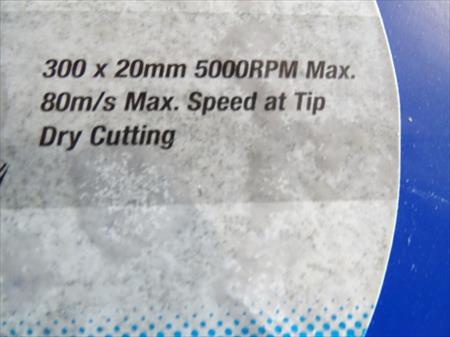 300 x 20mm 5000RPM Max.
80m/s Max. Speed at Tip
Dry Cutting